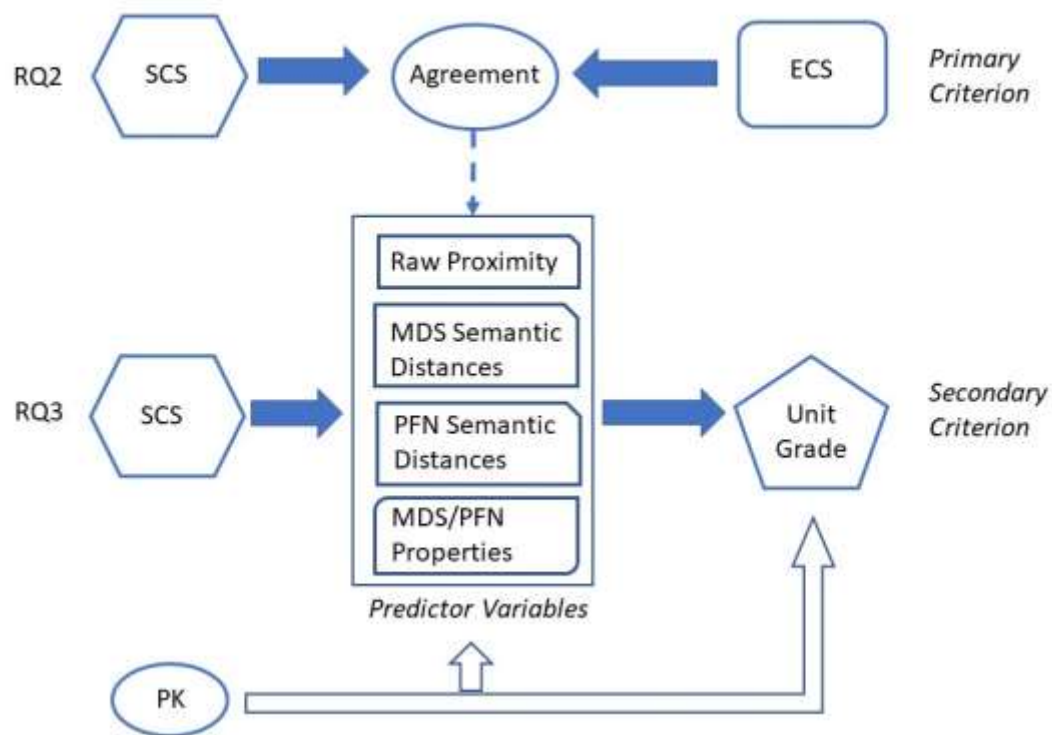 RQ2
SCS
Agreement
ECS
Primary
Criterion
Raw Proximity
MDS Semantic
Distances
RQ3
SCS
PFN Semantic
Distances
Unit
Grade
Secondary
Criterion
MDS/PFN
Properties
Predictor Variables
PK